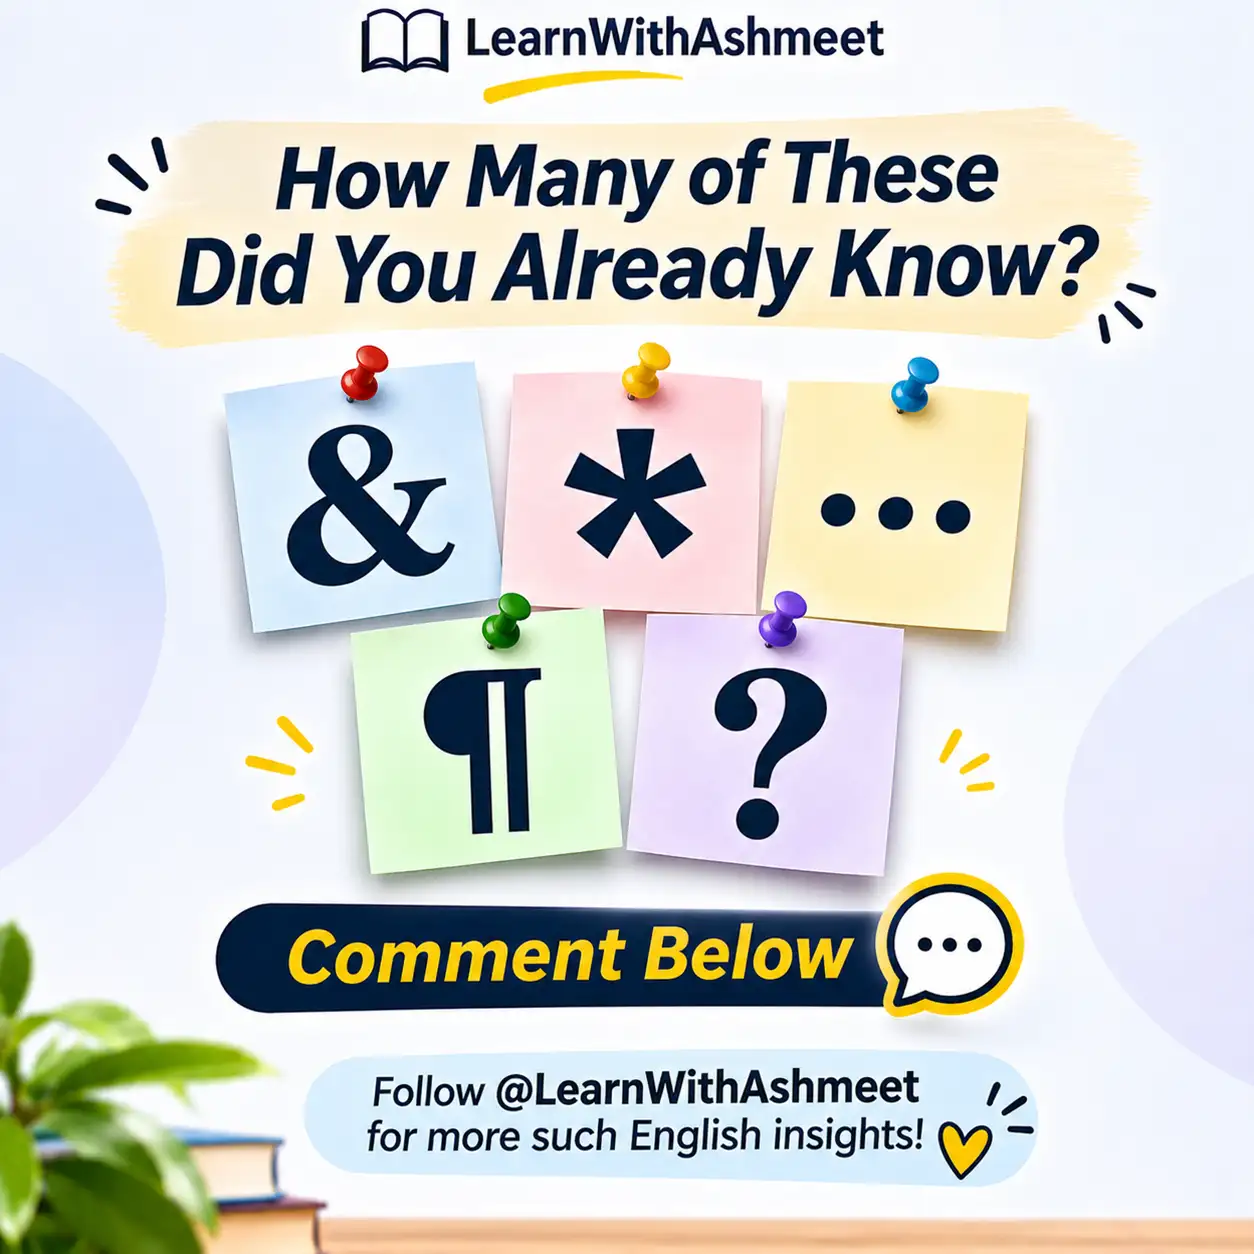 LearnWithAshmeet
How Many of These
Did You Already Know?
& * ...
¶ ?
Comment Below
Follow @LearnWithAshmeet
for more such English insights!